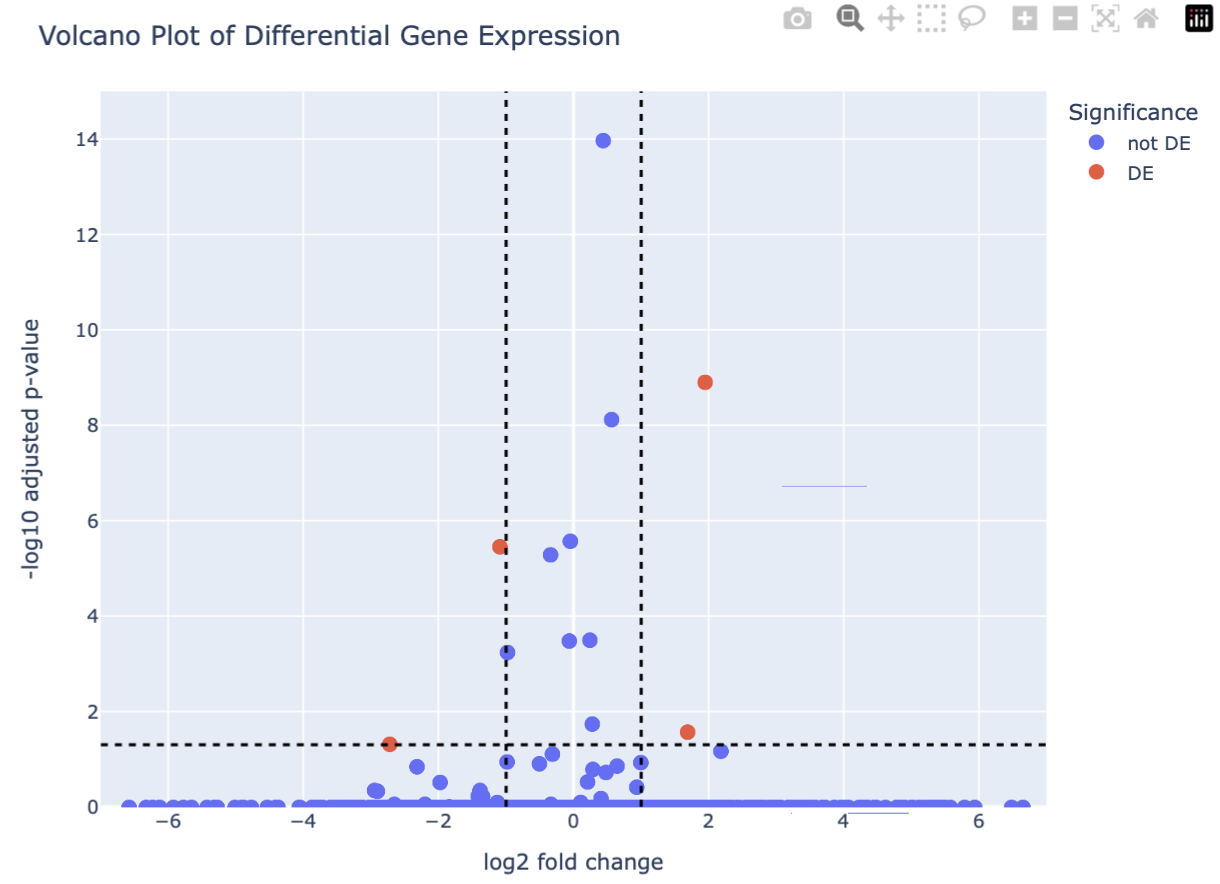 Volcano Plot of Differential Gene Expression
Significance
not DE
DE
14
12
10
8
6
4
2
0
−6
−4
−2
0
2
4
6
-log10 adjusted p-value
log2 fold change